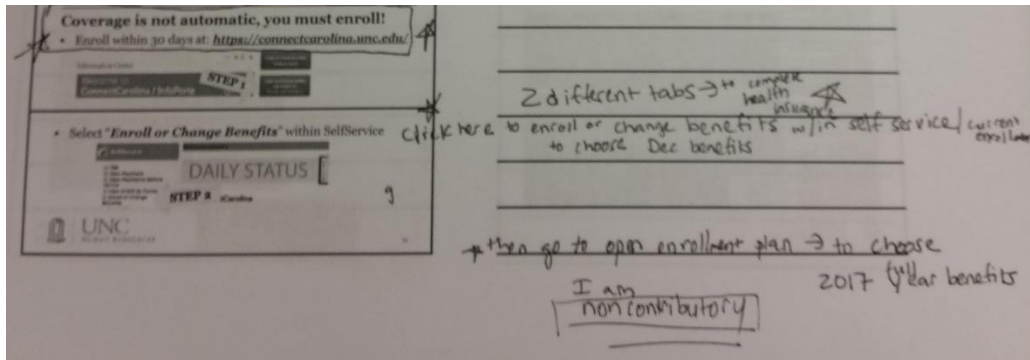 Coverage is not automatic, you must enroll!
• Enroll within 30 days at: https://connectcarolina.unc.edu/
STEP 1
ConnectCarolina / InfoPorte
• Select "Enroll or Change Benefits" within SelfService
DAILY STATUS
STEP 2
UNC
2 different tabs → to complete
health
insurance
click here to enroll or change benefits w/in self service/ current
to choose Dec benefits
* then go to open enrollment plan → to choose
2017 year benefits
I am
noncontributory